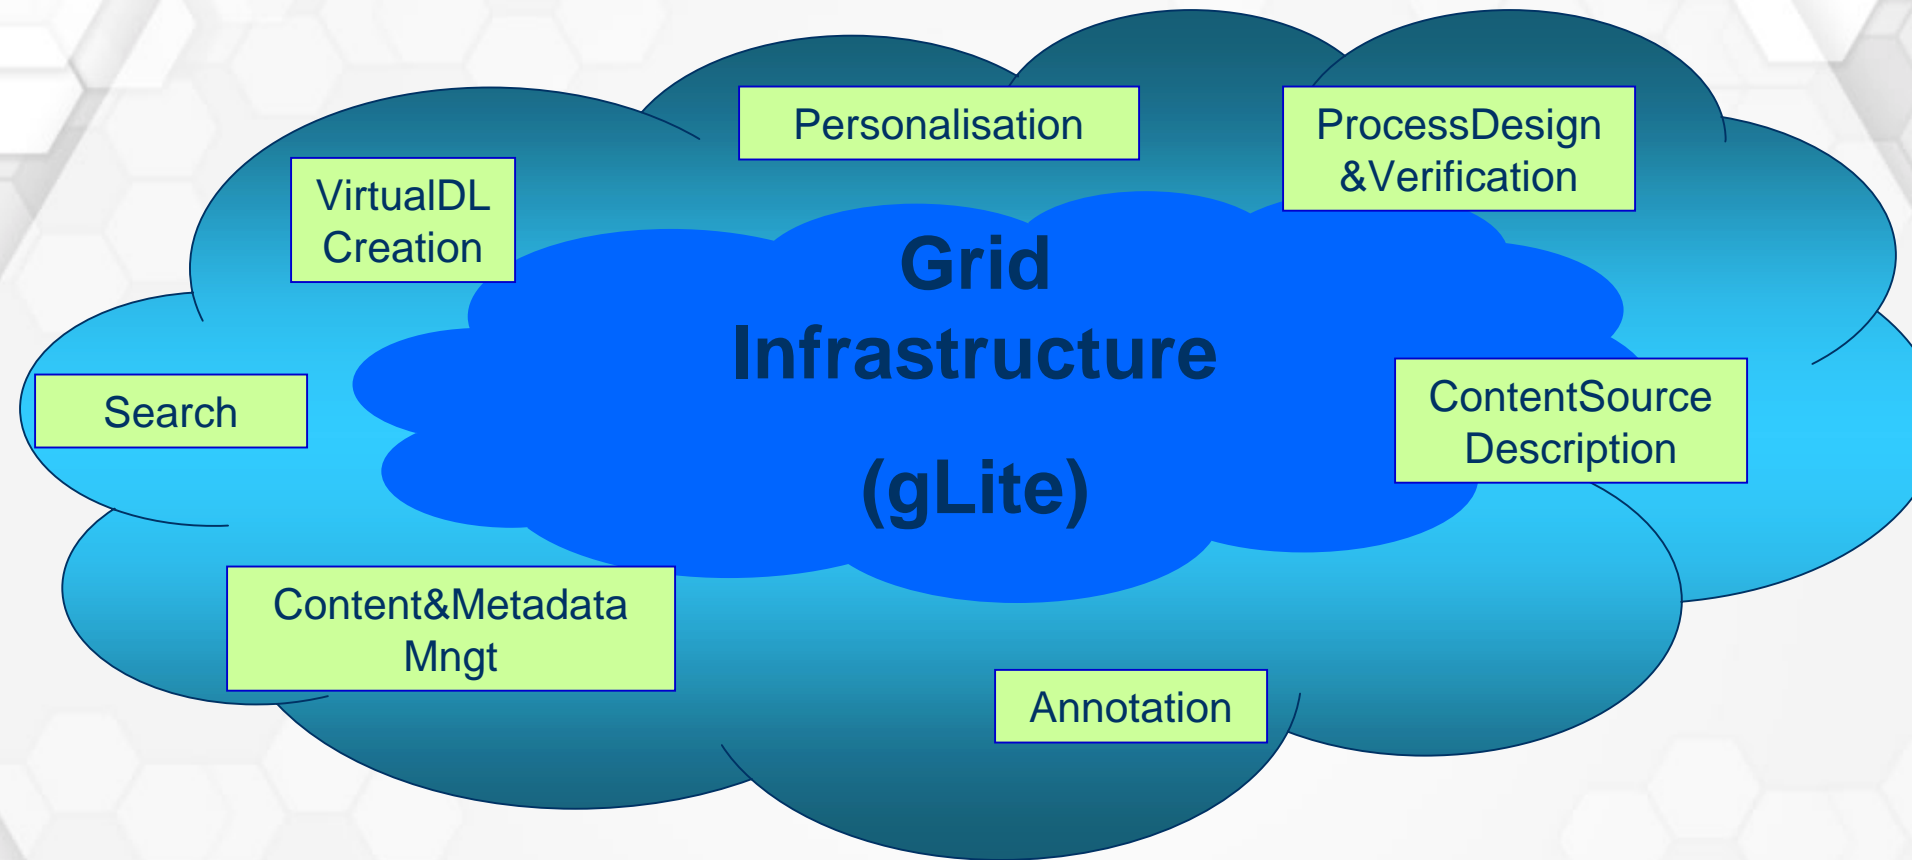 Personalisation
ProcessDesign
&Verification
VirtualDL
Creation
Grid
Infrastructure
(gLite)
Search
ContentSource
Description
Content&Metadata
Mngt
Annotation